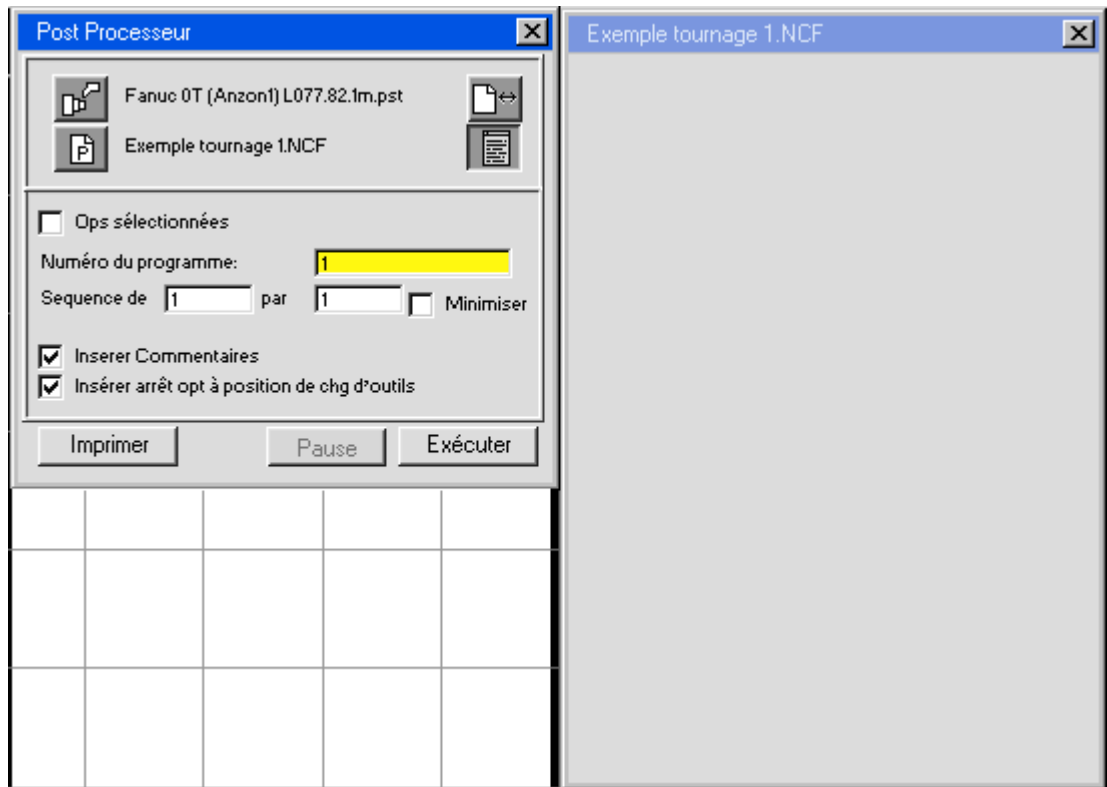 Post Processeur
Fanuc 0T (Anzon1) L077.82.1m.pst
P
Exemple tournage 1.NCF
Ops sélectionnées
Numéro du programme: 1
Sequence de 1 par 1 Minimiser
Inserer Commentaires
Insérer arrêt opt à position de chg d'outils
Imprimer Pause Exécuter
Exemple tournage 1.NCF